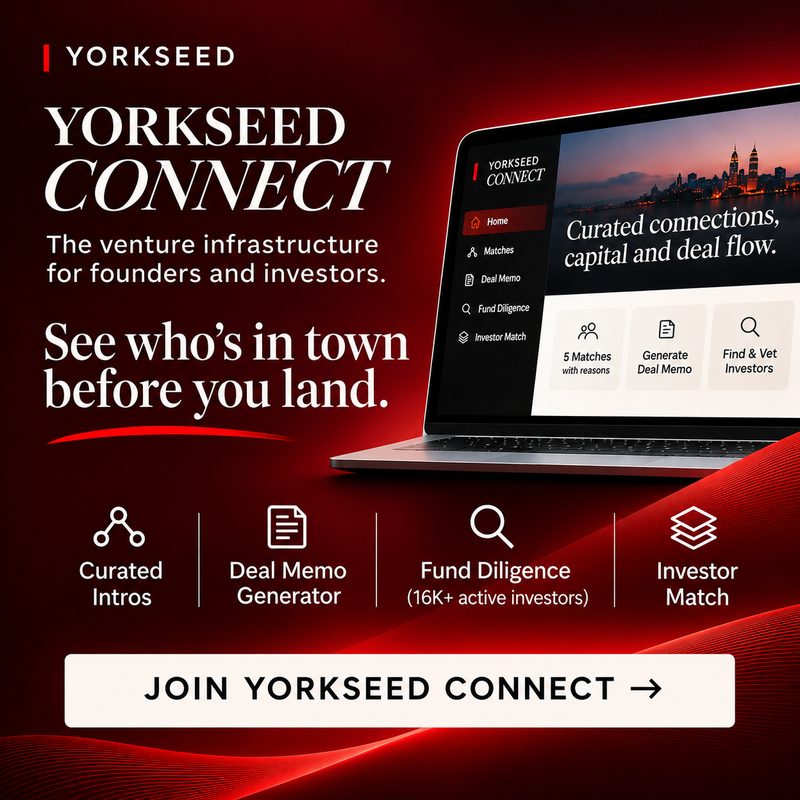 YORKSEED
YORKSEED
CONNECT
The venture infrastructure
for founders and investors.
See who's in town
before you land.
YORKSEED
CONNECT
Home
Matches
Deal Memo
Fund Diligence
Investor Match
Curated connections,
capital and deal flow.
5 Matches
with reasons
Generate
Deal Memo
Find & Vet
Investors
Curated
Intros
Deal Memo
Generator
Fund Diligence
(16K+ active investors)
Investor
Match
JOIN YORKSEED CONNECT →